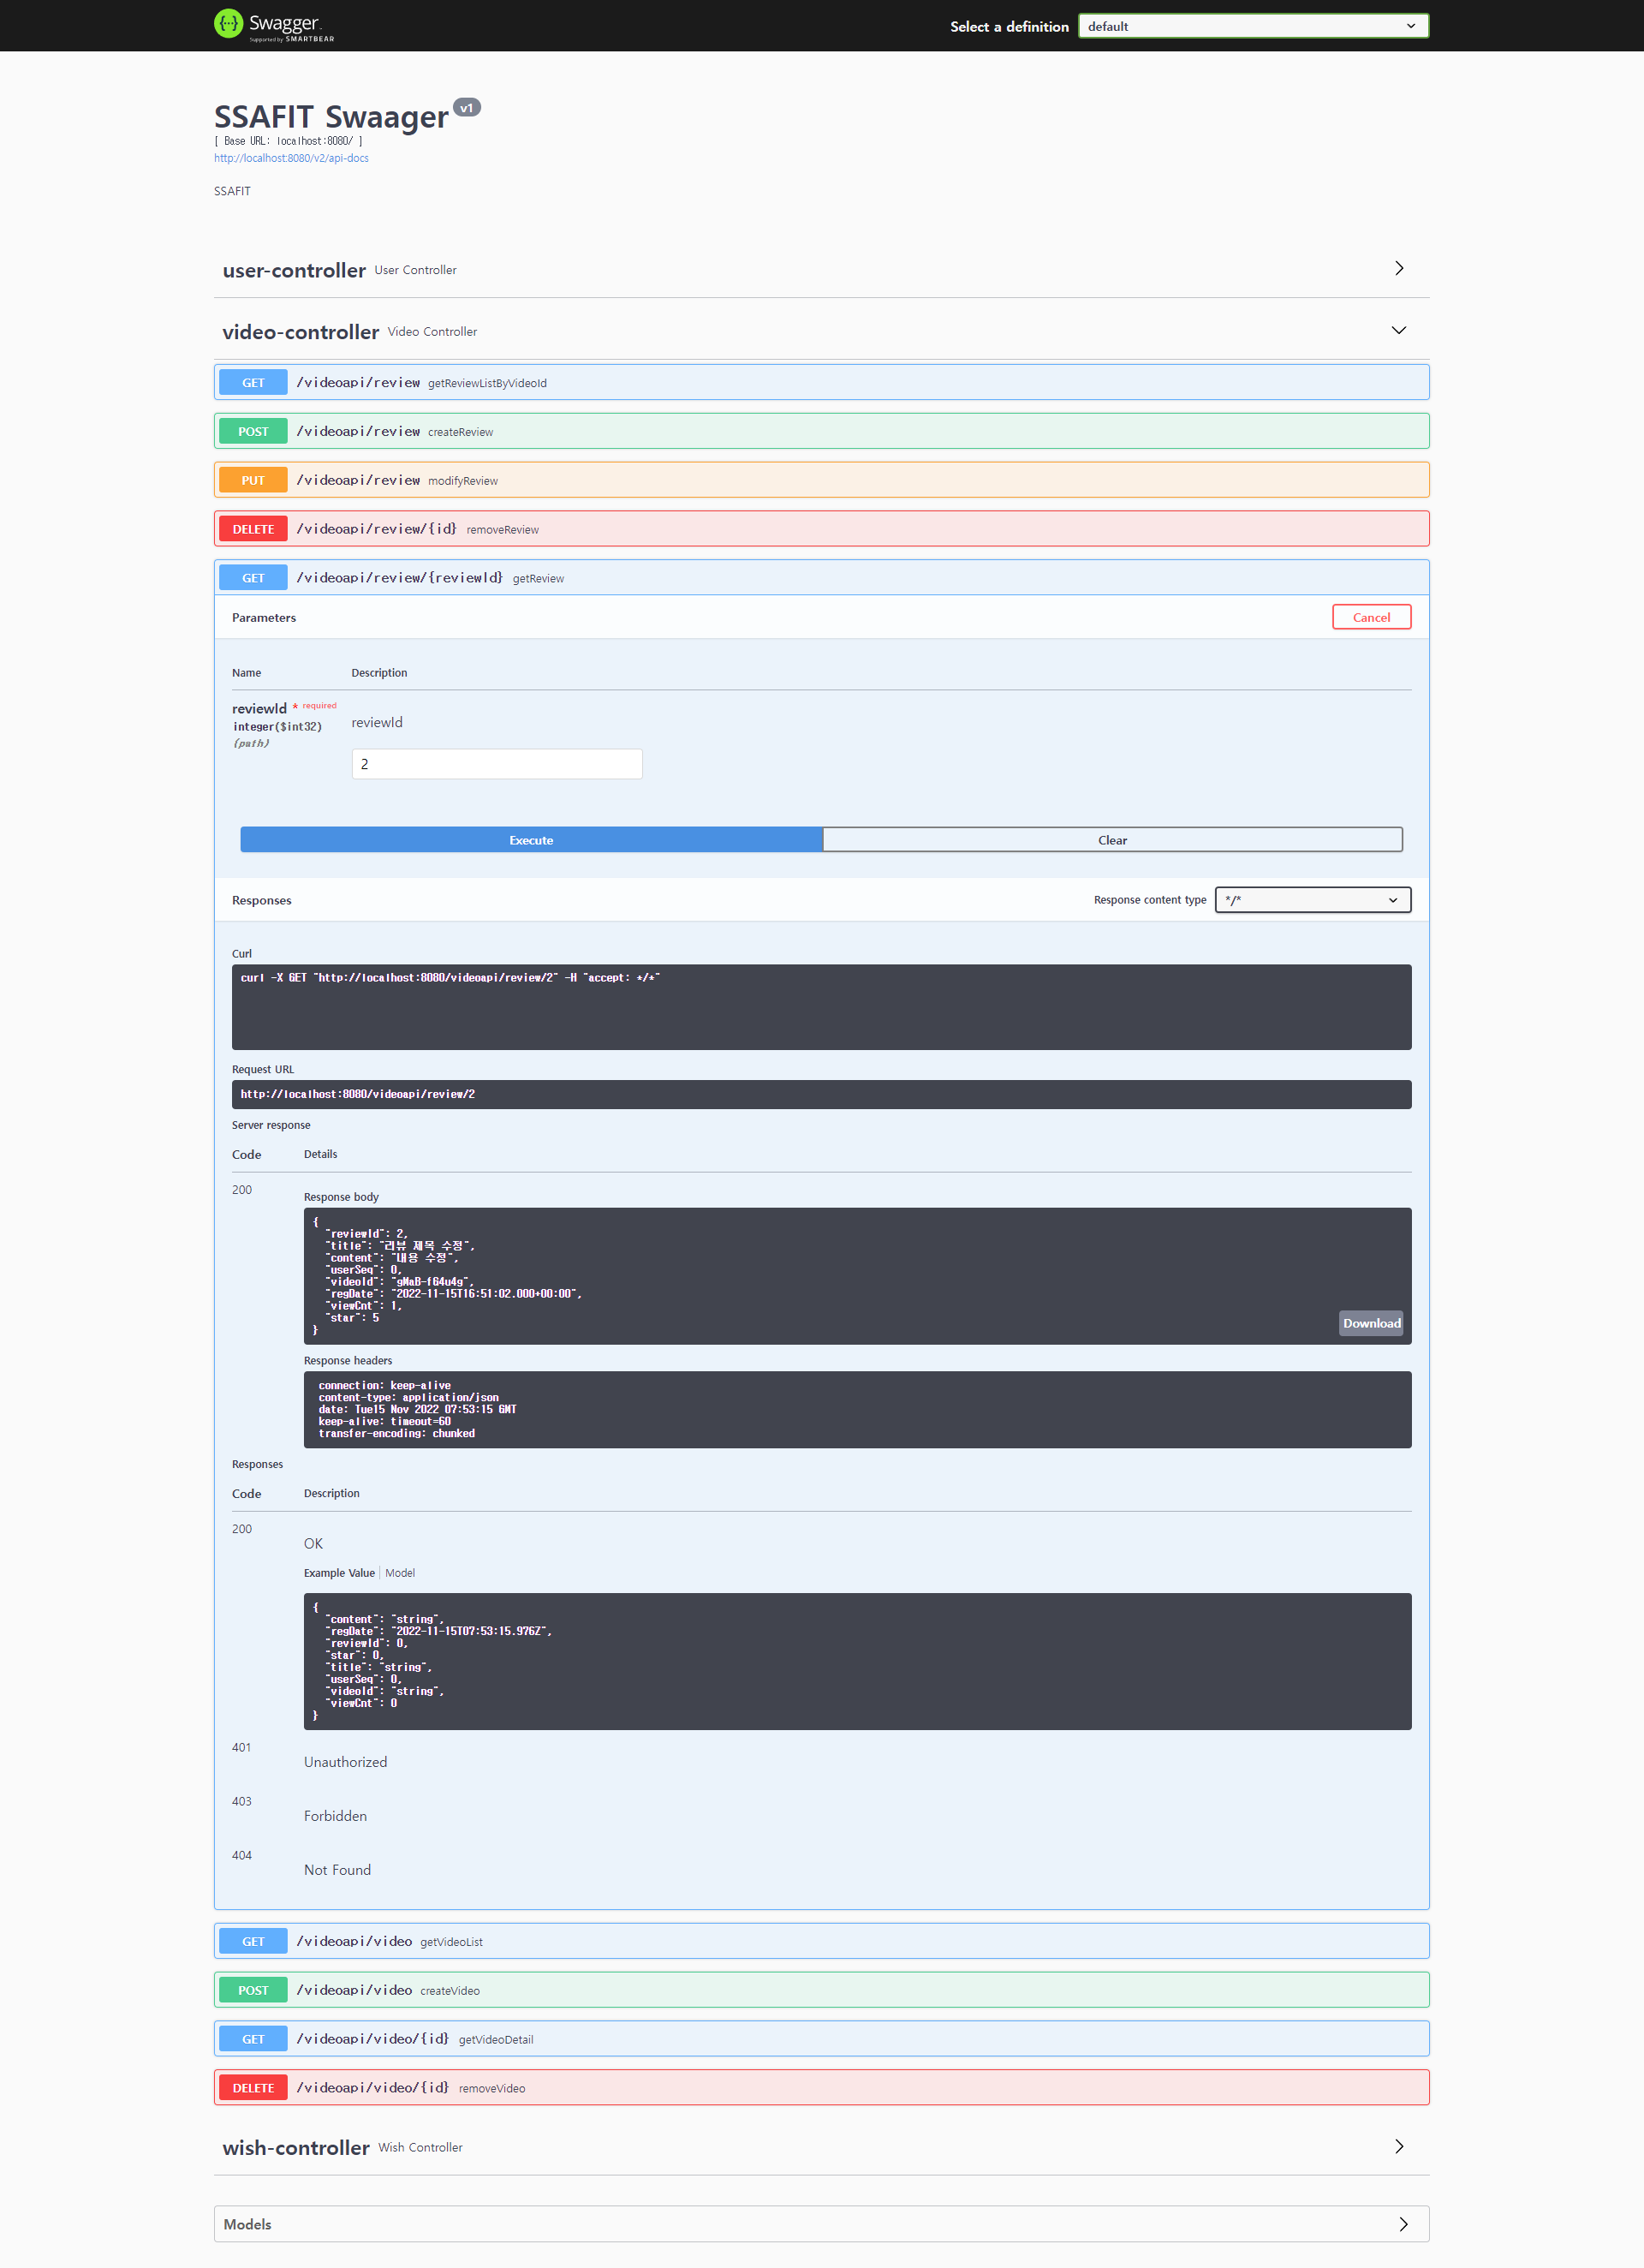 Swagger
Supported by SMARTBEAR
Select a definition
default
SSAFIT Swaager v1
[ Base URL: localhost:8080/ ]
http://localhost:8080/v2/api-docs
SSAFIT
user-controller User Controller
video-controller Video Controller
GET /videoapi/review getReviewListByVideoId
POST /videoapi/review createReview
PUT /videoapi/review modifyReview
DELETE /videoapi/review/{id} removeReview
GET /videoapi/review/{reviewId} getReview
Parameters
Cancel
Name Description
reviewId * required
integer($int32)
(path)
reviewId
2
Execute
Clear
Responses
Response content type
*/*
Curl
curl -X GET "http://localhost:8080/videoapi/review/2" -H "accept: */*"
Request URL
http://localhost:8080/videoapi/review/2
Server response
Code Details
200
Response body
{
"reviewId": 2,
"title": "리뷰 제목 수정",
"content": "내용 수정",
"userSeq": 0,
"videoId": "gMaB-fG4u4g",
"regDate": "2022-11-15T16:51:02.000+00:00",
"viewCnt": 1,
"star": 5
}
Download
Response headers
connection: keep-alive
content-type: application/json
date: Tue15 Nov 2022 07:53:15 GMT
keep-alive: timeout=60
transfer-encoding: chunked
Responses
Code Description
200
OK
Example Value Model
{
"content": "string",
"regDate": "2022-11-15T07:53:15.976Z",
"reviewId": 0,
"star": 0,
"title": "string",
"userSeq": 0,
"videoId": "string",
"viewCnt": 0
}
401
Unauthorized
403
Forbidden
404
Not Found
GET /videoapi/video getVideoList
POST /videoapi/video createVideo
GET /videoapi/video/{id} getVideoDetail
DELETE /videoapi/video/{id} removeVideo
wish-controller Wish Controller
Models